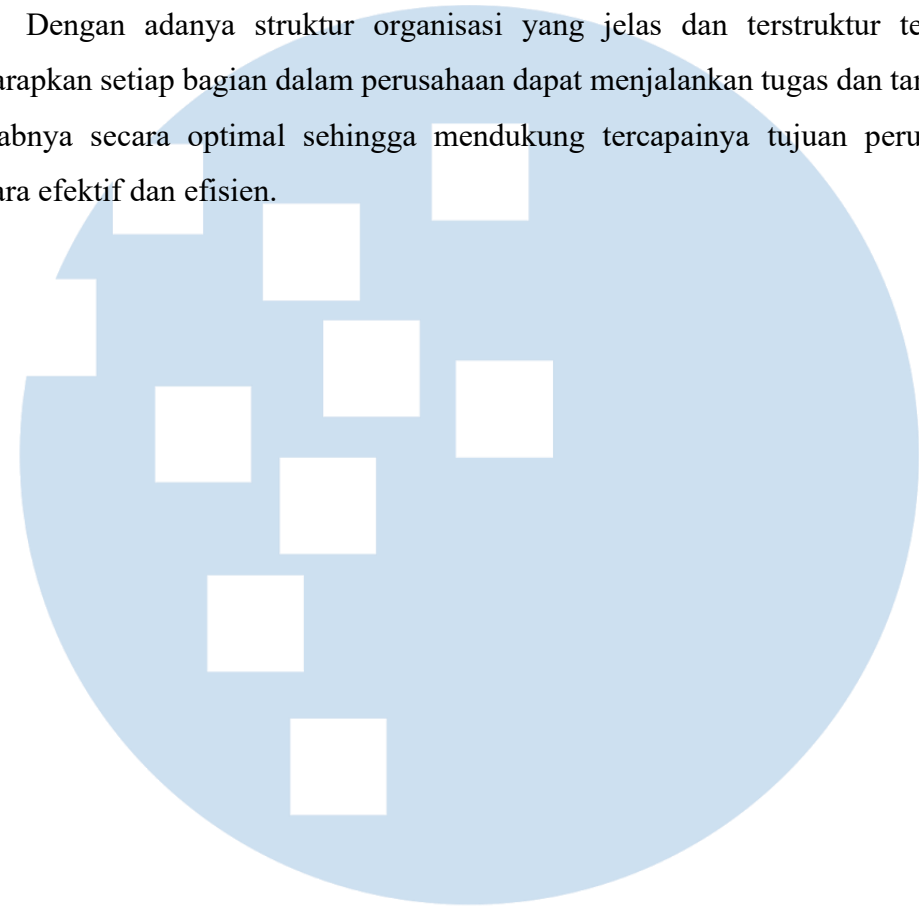 Dengan adanya struktur organisasi yang jelas dan terstruktur te
arapkan setiap bagian dalam perusahaan dapat menjalankan tugas dan tan
abnya secara optimal sehingga mendukung tercapainya tujuan peru
ara efektif dan efisien.